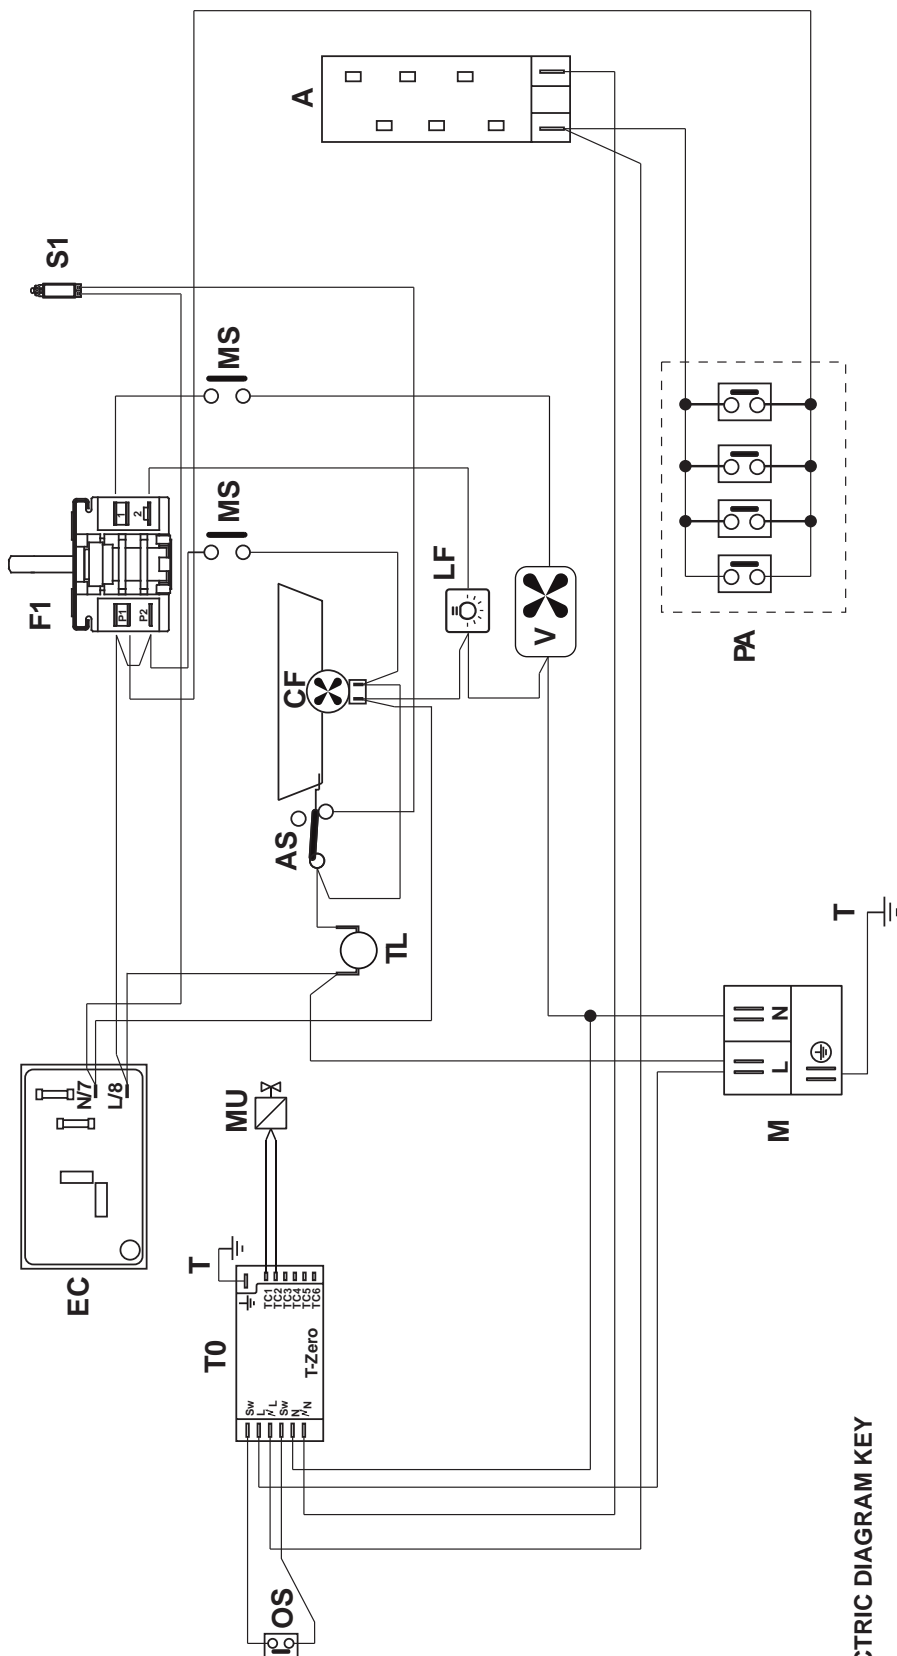 A
S1
MS
MS
F1
1
2
P1
P2
LF
V
CF
PA
AS
TL
T
N/7
L/8
EC
MU
N
L
M
T
T0
TC1
TC2
TC3
TC4
TC5
TC6
T-Zero
Sw
L
L
Sw
N
N
OS
CTRIC DIAGRAM KEY